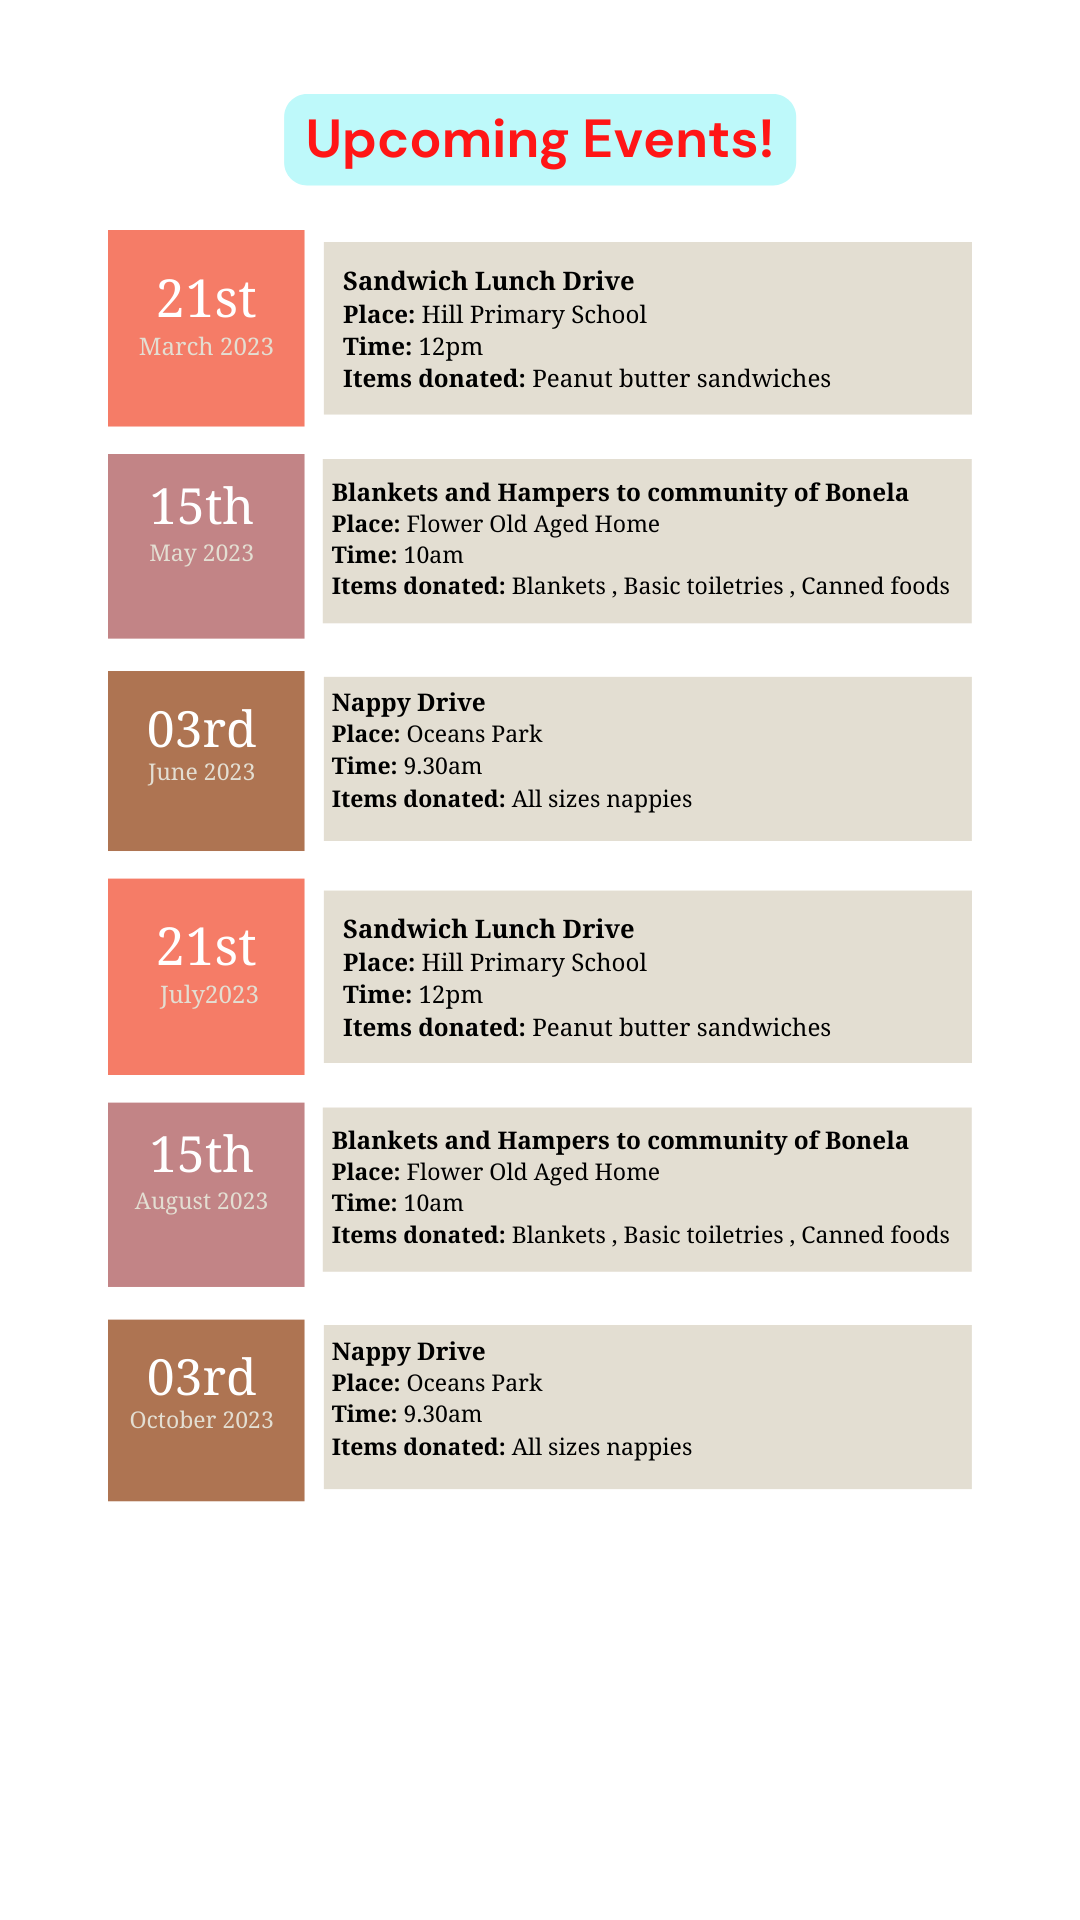 Upcoming Events!
21st
March 2023
Sandwich Lunch Drive
Place: Hill Primary School
Time: 12pm
Items donated: Peanut butter sandwiches
15th
May 2023
Blankets and Hampers to community of Bonela
Place: Flower Old Aged Home
Time: 10am
Items donated: Blankets , Basic toiletries , Canned foods
03rd
June 2023
Nappy Drive
Place: Oceans Park
Time: 9.30am
Items donated: All sizes nappies
21st
July2023
Sandwich Lunch Drive
Place: Hill Primary School
Time: 12pm
Items donated: Peanut butter sandwiches
15th
August 2023
Blankets and Hampers to community of Bonela
Place: Flower Old Aged Home
Time: 10am
Items donated: Blankets , Basic toiletries , Canned foods
03rd
October 2023
Nappy Drive
Place: Oceans Park
Time: 9.30am
Items donated: All sizes nappies